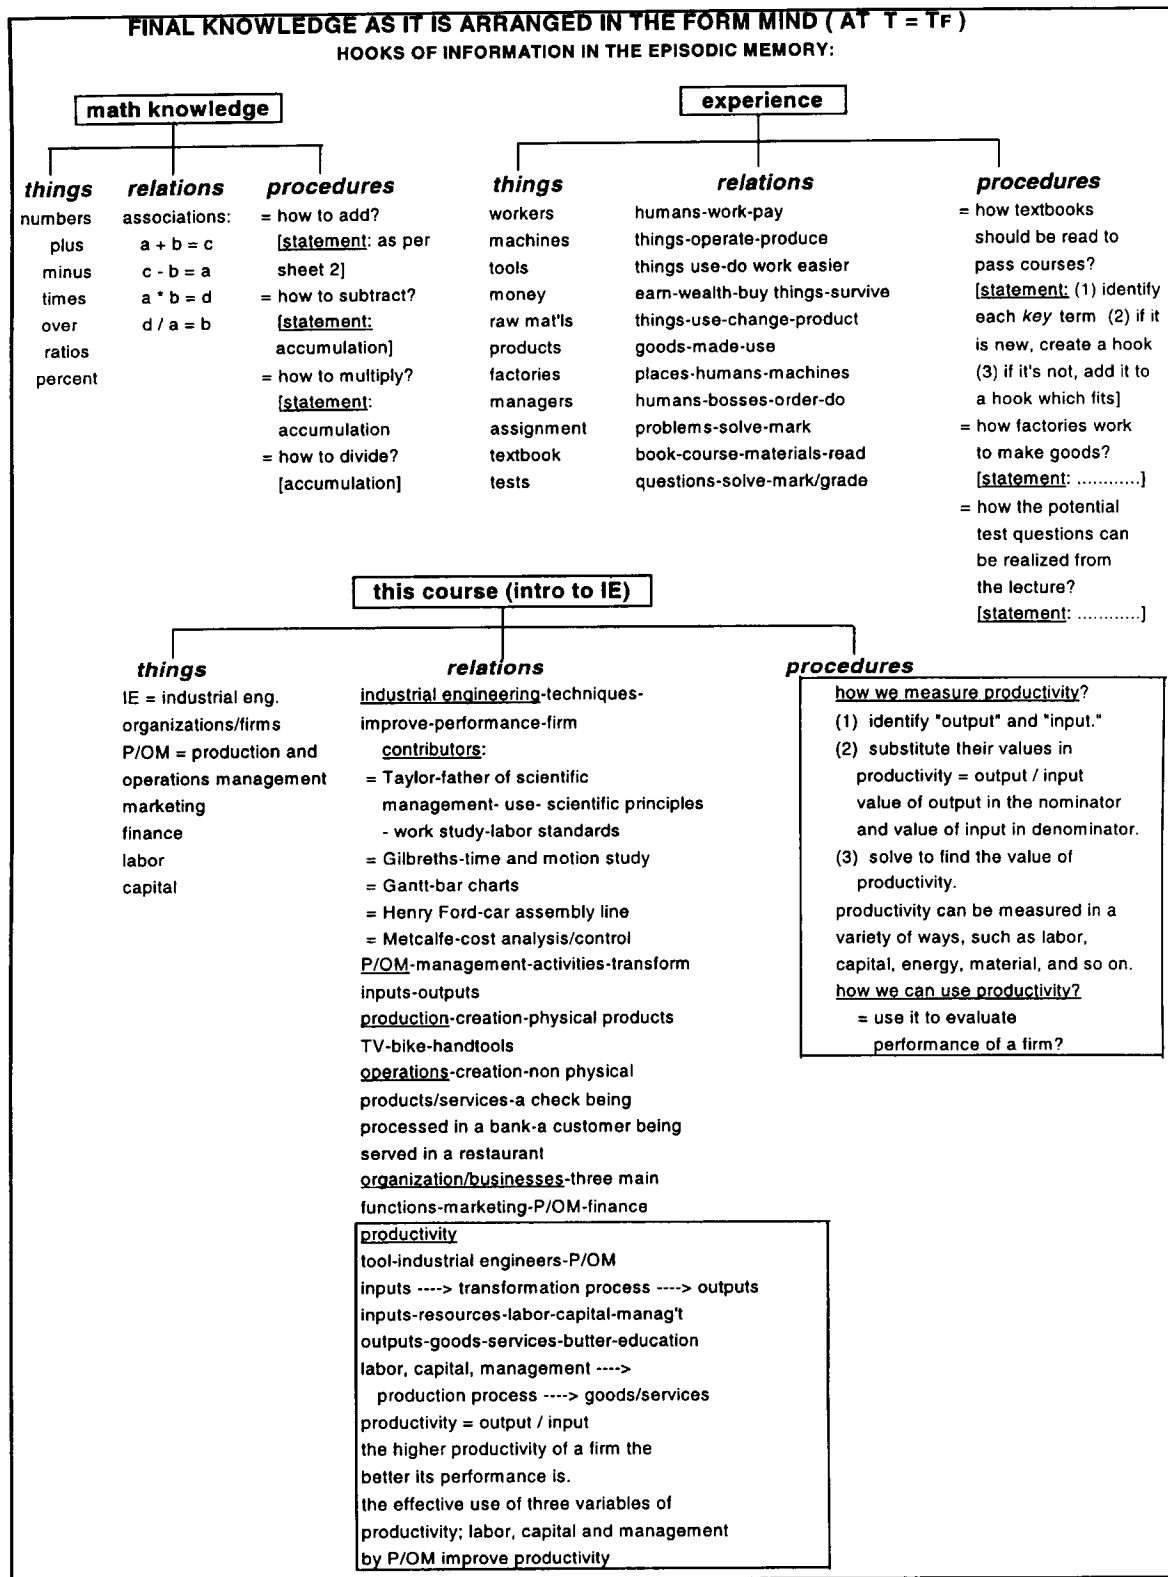 FINAL KNOWLEDGE AS IT IS ARRANGED IN THE FORM MIND ( AT T = TF )
HOOKS OF INFORMATION IN THE EPISODIC MEMORY:
math knowledge
things
numbers
plus
minus
times
over
ratios
percent
relations
associations:
a + b = c
c - b = a
a * b = d
d / a = b
procedures
= how to add?
[statement: as per
sheet 2]
= how to subtract?
[statement:
accumulation]
= how to multiply?
[statement:
accumulation
= how to divide?
[accumulation]
experience
things
workers
machines
tools
money
raw mat'ls
products
factories
managers
assignment
textbook
tests
relations
humans-work-pay
things-operate-produce
things use-do work easier
earn-wealth-buy things-survive
things-use-change-product
goods-made-use
places-humans-machines
humans-bosses-order-do
problems-solve-mark
book-course-materials-read
questions-solve-mark/grade
procedures
= how textbooks
should be read to
pass courses?
[statement: (1) identify
each key term (2) if it
is new, create a hook
(3) if it's not, add it to
a hook which fits]
= how factories work
to make goods?
[statement: ............]
= how the potential
test questions can
be realized from
the lecture?
[statement: ............]
this course (intro to IE)
things
IE = industrial eng.
organizations/firms
P/OM = production and
operations management
marketing
finance
labor
capital
relations
industrial engineering-techniques-
improve-performance-firm
contributors:
= Taylor-father of scientific
management- use- scientific principles
- work study-labor standards
= Gilbreths-time and motion study
= Gantt-bar charts
= Henry Ford-car assembly line
= Metcalfe-cost analysis/control
P/OM-management-activities-transform
inputs-outputs
production-creation-physical products
TV-bike-handtools
operations-creation-non physical
products/services-a check being
processed in a bank-a customer being
served in a restaurant
organization/businesses-three main
functions-marketing-P/OM-finance
productivity
tool-industrial engineers-P/OM
inputs ----> transformation process ----> outputs
inputs-resources-labor-capital-manag't
outputs-goods-services-butter-education
labor, capital, management ---->
production process ----> goods/services
productivity = output / input
the higher productivity of a firm the
better its performance is.
the effective use of three variables of
productivity; labor, capital and management
by P/OM improve productivity
procedures
how we measure productivity?
(1) identify "output" and "input."
(2) substitute their values in
productivity = output / input
value of output in the nominator
and value of input in denominator.
(3) solve to find the value of
productivity.
productivity can be measured in a
variety of ways, such as labor,
capital, energy, material, and so on.
how we can use productivity?
= use it to evaluate
performance of a firm?